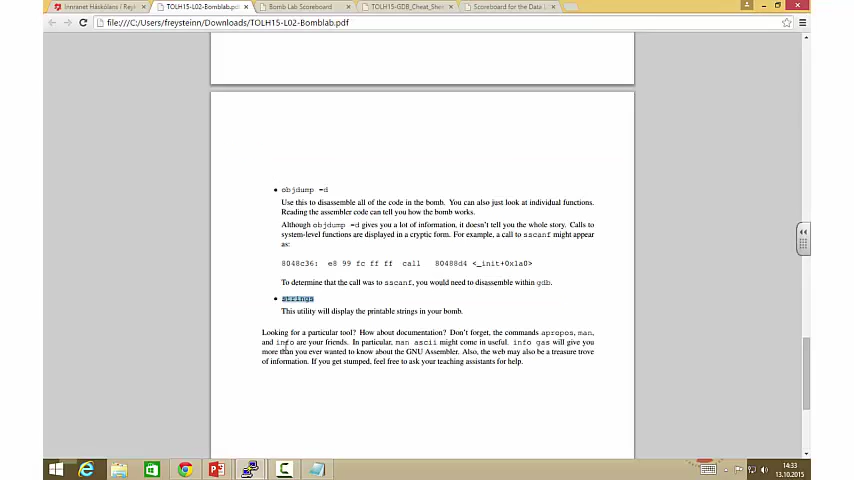 Innranet Háskólans í Reyk
TOLH15-L02-Bomblab.pdf
Bomb Lab Scoreboard
TOLH15-GDB_Cheat_Shee
Scoreboard for the Data L
file:///C:/Users/freysteinn/Downloads/TOLH15-L02-Bomblab.pdf
• objdump -d
Use this to disassemble all of the code in the bomb. You can also just look at individual functions.
Reading the assembler code can tell you how the bomb works.
Although objdump -d gives you a lot of information, it doesn't tell you the whole story. Calls to
system-level functions are displayed in a cryptic form. For example, a call to sscanf might appear
as:
8048c36: e8 99 fc ff ff call 80488d4 <_init+0x1a0>
To determine that the call was to sscanf, you would need to disassemble within gdb.
• strings
This utility will display the printable strings in your bomb.
Looking for a particular tool? How about documentation? Don't forget, the commands apropos, man,
and info are your friends. In particular, man ascii might come in useful. info gas will give you
more than you ever wanted to know about the GNU Assembler. Also, the web may also be a treasure trove
of information. If you get stumped, feel free to ask your teaching assistants for help.
14:33
13.10.2015